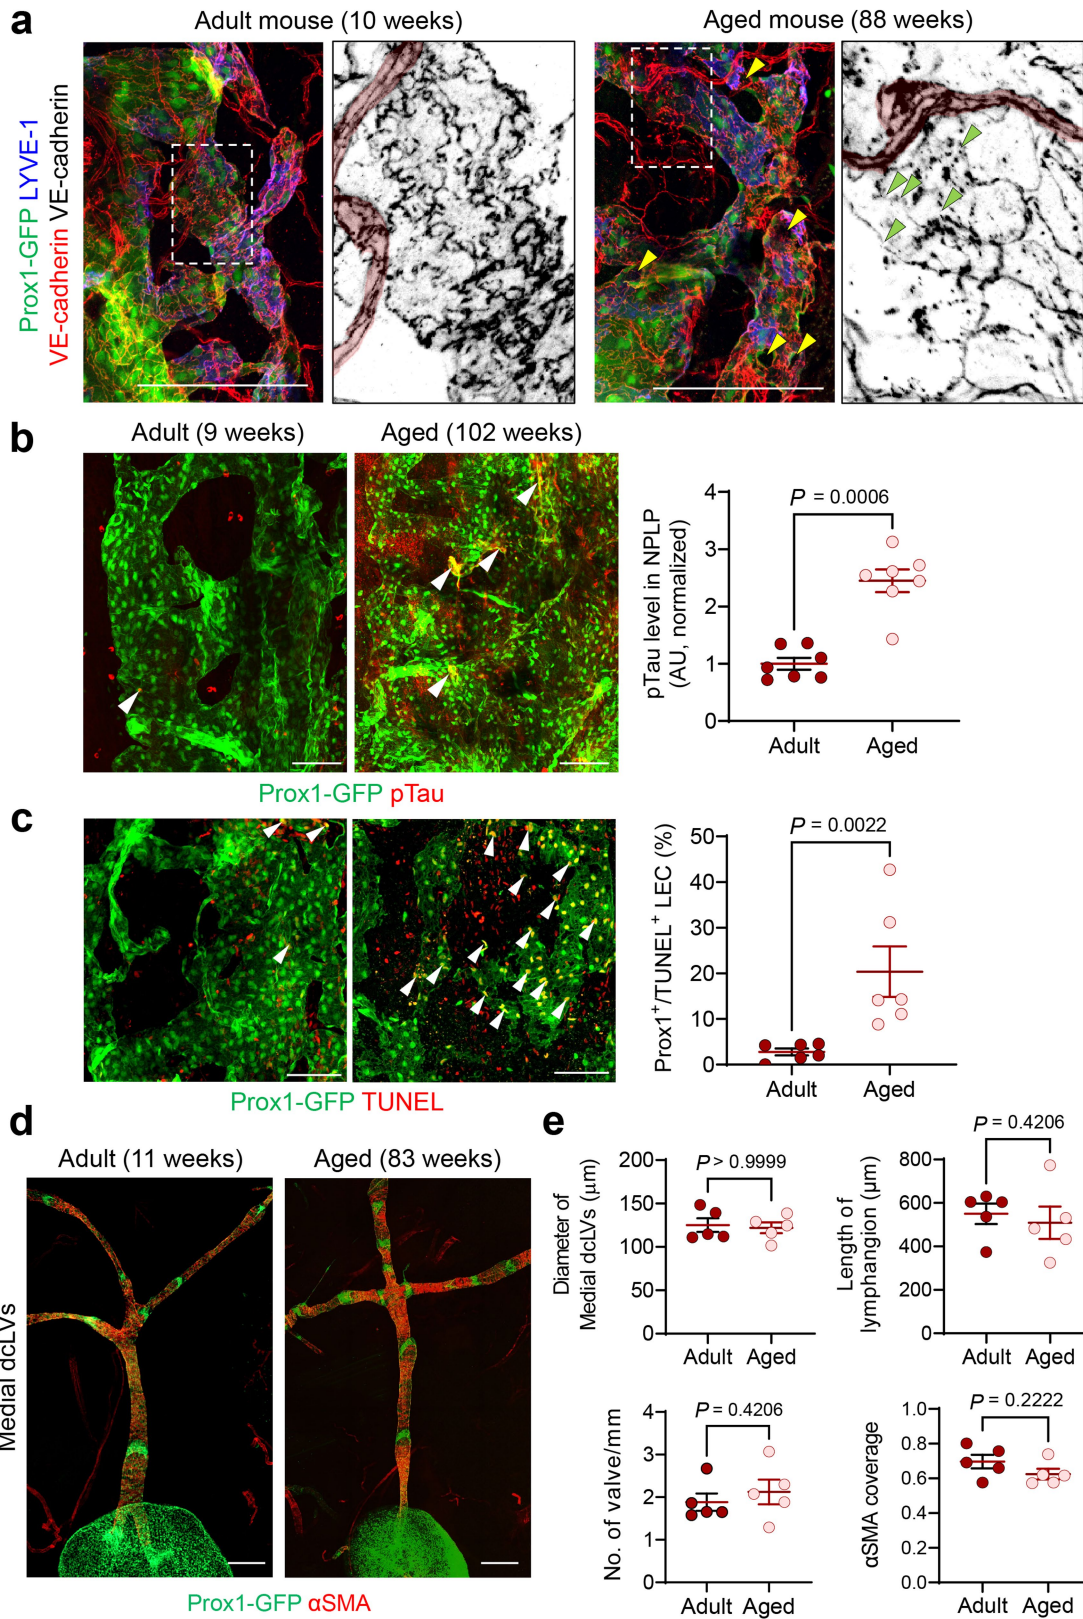 a
Adult mouse (10 weeks)
Aged mouse (88 weeks)
Prox1-GFP LYVE-1
VE-cadherin VE-cadherin
b
Adult (9 weeks)
Aged (102 weeks)
Prox1-GFP pTau
pTau level in NPLP
(AU, normalized)
4
3
2
1
0
P = 0.0006
Adult
Aged
c
Prox1-GFP TUNEL
Prox1+/TUNEL+ LEC (%)
50
40
30
20
10
0
P = 0.0022
Adult
Aged
d
Adult (11 weeks)
Aged (83 weeks)
Medial dcLVs
Prox1-GFP αSMA
e
Diameter of
Medial dcLVs (μm)
200
150
100
50
0
P > 0.9999
Adult
Aged
Length of
lymphangion (μm)
800
600
400
200
0
P = 0.4206
Adult
Aged
No. of valve/mm
4
3
2
1
0
P = 0.4206
Adult
Aged
αSMA coverage
1.0
0.8
0.6
0.4
0.2
0.0
P = 0.2222
Adult
Aged